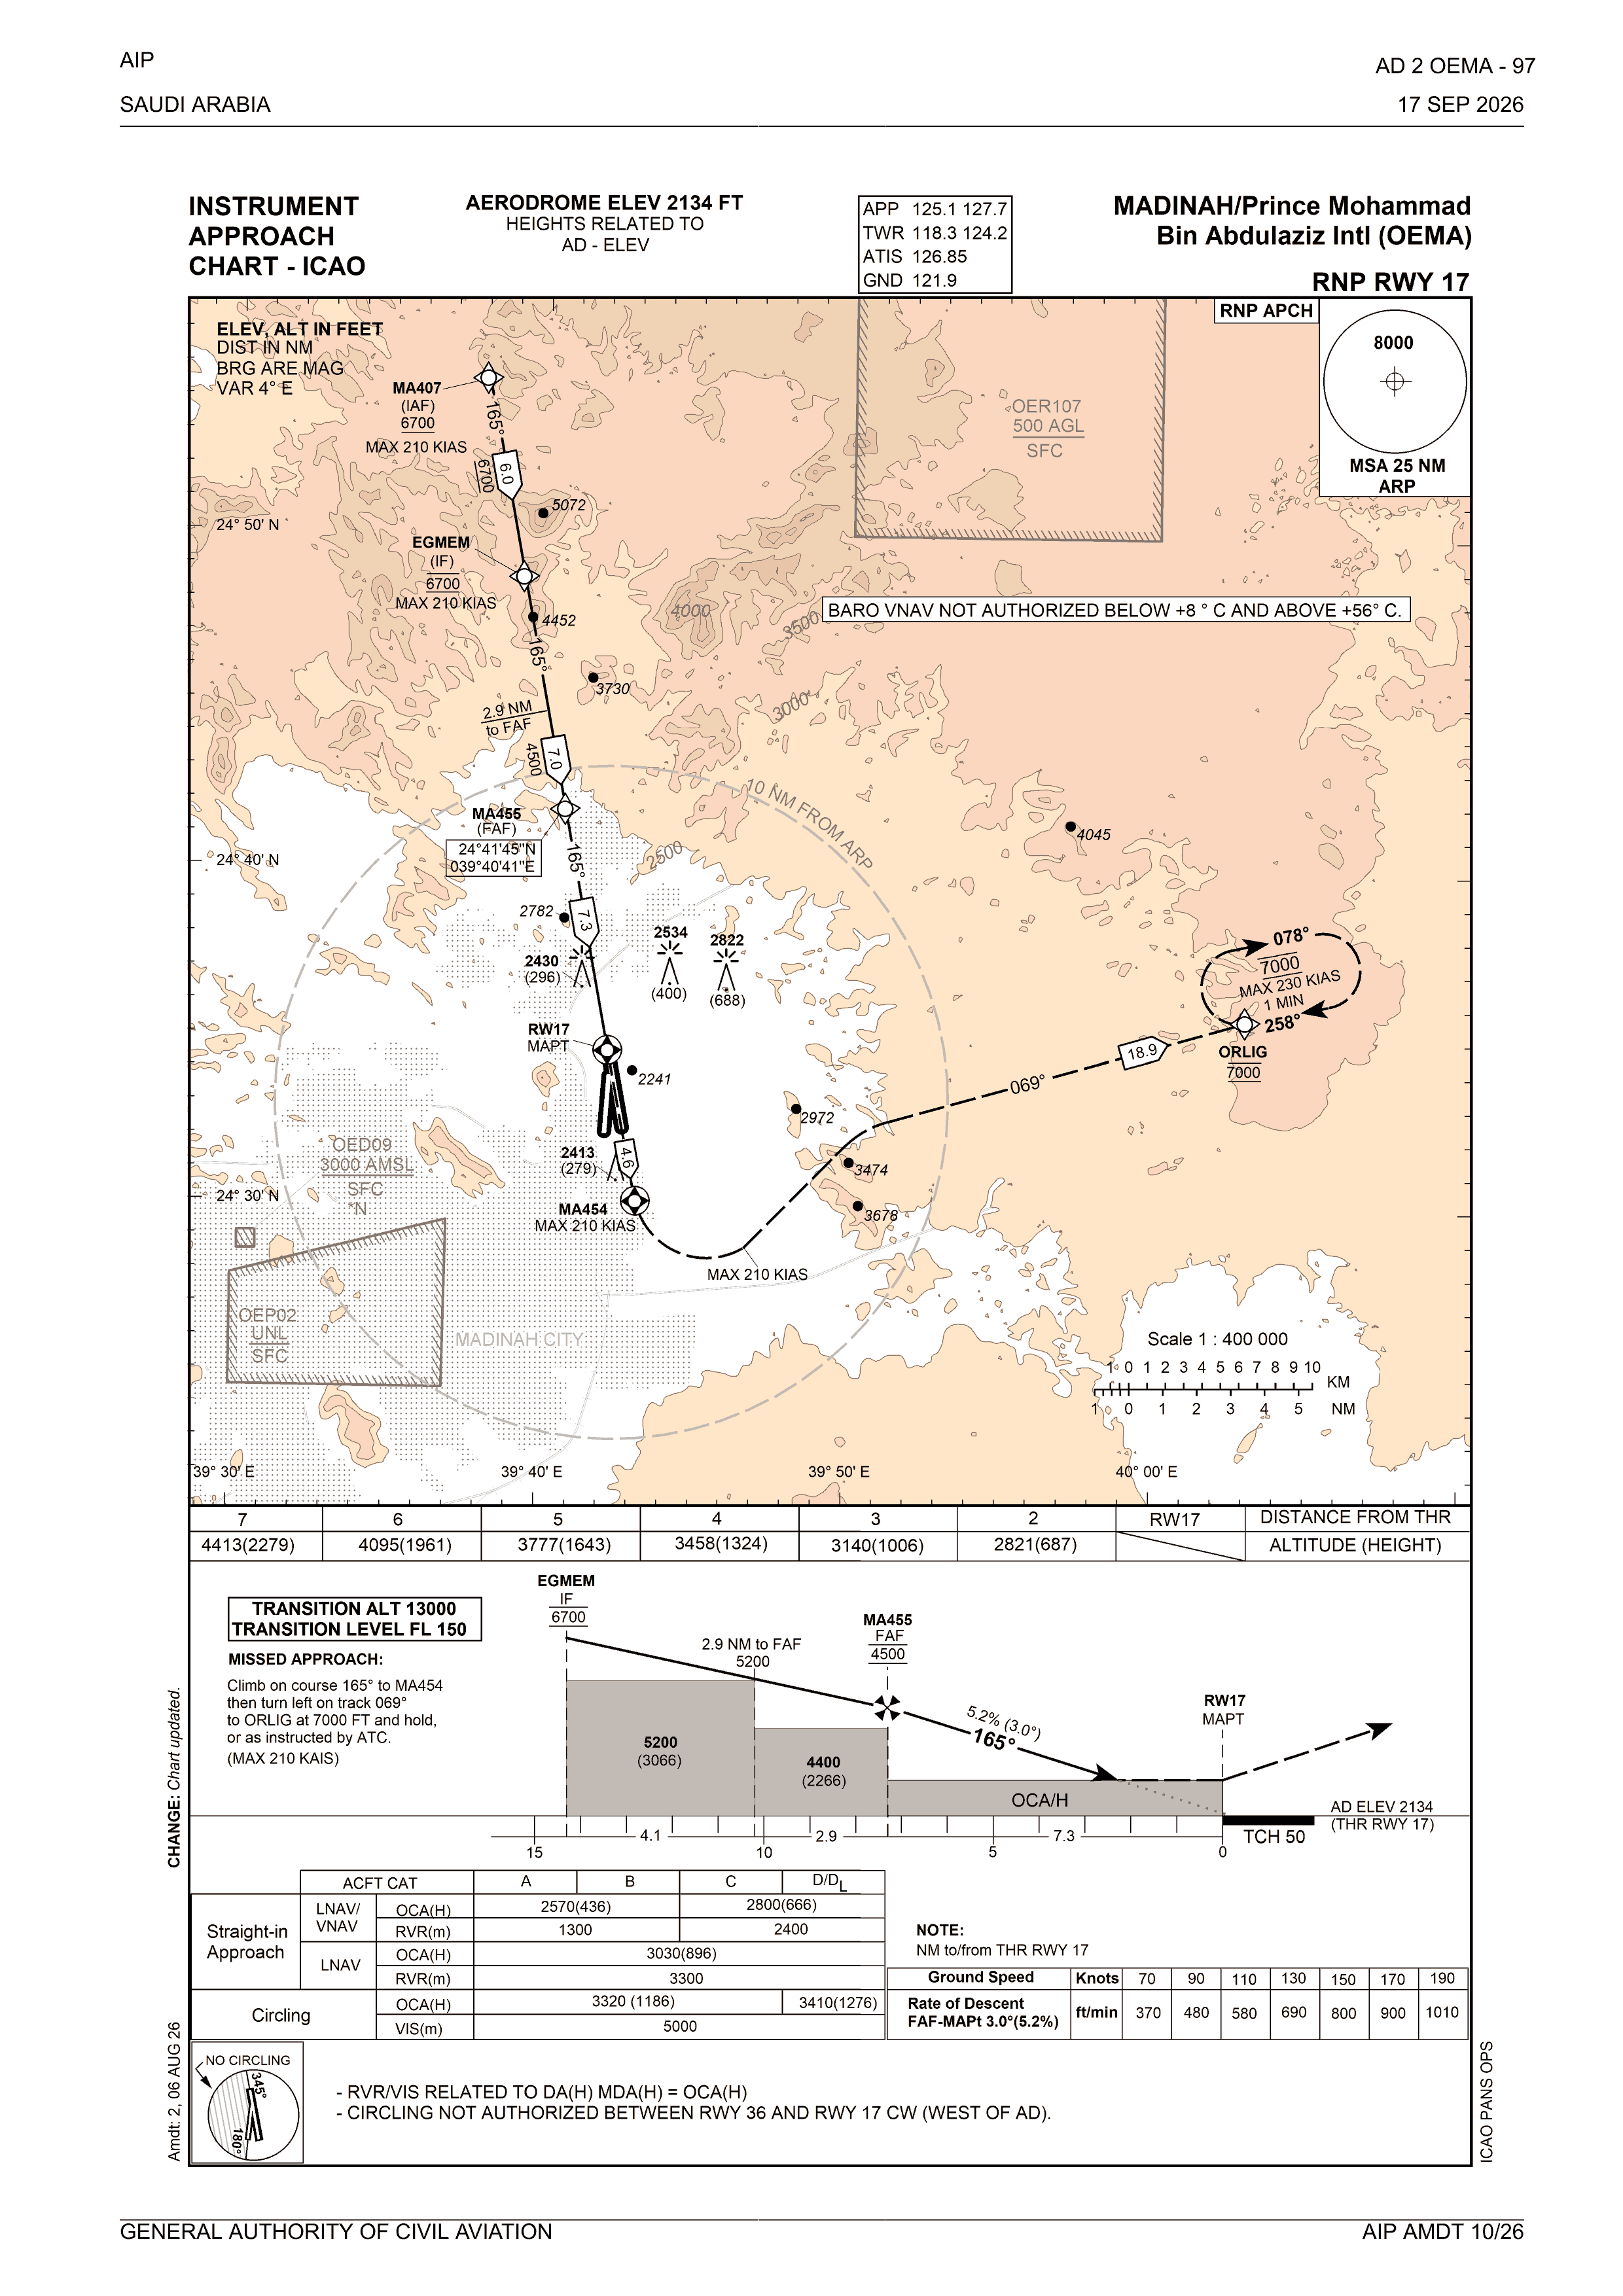 AIP
AD 2 OEMA - 97
SAUDI ARABIA
17 SEP 2026
INSTRUMENT
APPROACH
CHART - ICAO
AERODROME ELEV 2134 FT
HEIGHTS RELATED TO
AD - ELEV
APP 125.1 127.7
TWR 118.3 124.2
ATIS 126.85
GND 121.9
MADINAH/Prince Mohammad
Bin Abdulaziz Intl (OEMA)
RNP RWY 17
ELEV, ALT IN FEET
DIST IN NM
BRG ARE MAG
VAR 4° E
RNP APCH
8000
MSA 25 NM
ARP
MA407
(IAF)
6700
MAX 210 KIAS
165°
6.0
6700
OER107
500 AGL
SFC
5072
24° 50' N
EGMEM
(IF)
6700
MAX 210 KIAS
4452
165°
4000
3500
BARO VNAV NOT AUTHORIZED BELOW +8 ° C AND ABOVE +56° C.
3730
3000
2.9 NM
to FAF
7.0
4500
10 NM FROM ARP
MA455
(FAF)
24°41'45"N
039°40'41"E
165°
2500
4045
24° 40' N
2782
7.3
2430
(296)
2534
(400)
2822
(688)
078°
7000
MAX 230 KIAS
1 MIN
258°
ORLIG
7000
18.9
069°
RW17
MAPT
2241
2972
3474
3678
OED09
3000 AMSL
SFC
*N
2413
(279)
4.6
24° 30' N
MA454
MAX 210 KIAS
MAX 210 KIAS
OEP02
UNL
SFC
MADINAH CITY
Scale 1 : 400 000
1 0 1 2 3 4 5 6 7 8 9 10
KM
1 0 1 2 3 4 5 NM
39° 30' E
39° 40' E
39° 50' E
40° 00' E
7 6 5 4 3 2 RW17 DISTANCE FROM THR
4413(2279) 4095(1961) 3777(1643) 3458(1324) 3140(1006) 2821(687) ALTITUDE (HEIGHT)
TRANSITION ALT 13000
TRANSITION LEVEL FL 150
MISSED APPROACH:
Climb on course 165° to MA454
then turn left on track 069°
to ORLIG at 7000 FT and hold,
or as instructed by ATC.
(MAX 210 KAIS)
EGMEM
IF
6700
2.9 NM to FAF
5200
MA455
FAF
4500
5.2% (3.0°)
165°
RW17
MAPT
5200
(3066)
4400
(2266)
OCA/H
AD ELEV 2134
(THR RWY 17)
TCH 50
4.1 2.9 7.3
15 10 5 0
ACFT CAT A B C D/DL
Straight-in
Approach
LNAV/
VNAV
OCA(H) 2570(436) 2800(666)
RVR(m) 1300 2400
LNAV
OCA(H) 3030(896)
RVR(m) 3300
Circling
OCA(H) 3320 (1186) 3410(1276)
VIS(m) 5000
NOTE:
NM to/from THR RWY 17
Ground Speed Knots 70 90 110 130 150 170 190
Rate of Descent
FAF-MAPt 3.0°(5.2%)
ft/min 370 480 580 690 800 900 1010
NO CIRCLING
345°
180°
- RVR/VIS RELATED TO DA(H) MDA(H) = OCA(H)
- CIRCLING NOT AUTHORIZED BETWEEN RWY 36 AND RWY 17 CW (WEST OF AD).
CHANGE: Chart updated.
Amdt: 2, 06 AUG 26
ICAO PANS OPS
GENERAL AUTHORITY OF CIVIL AVIATION
AIP AMDT 10/26